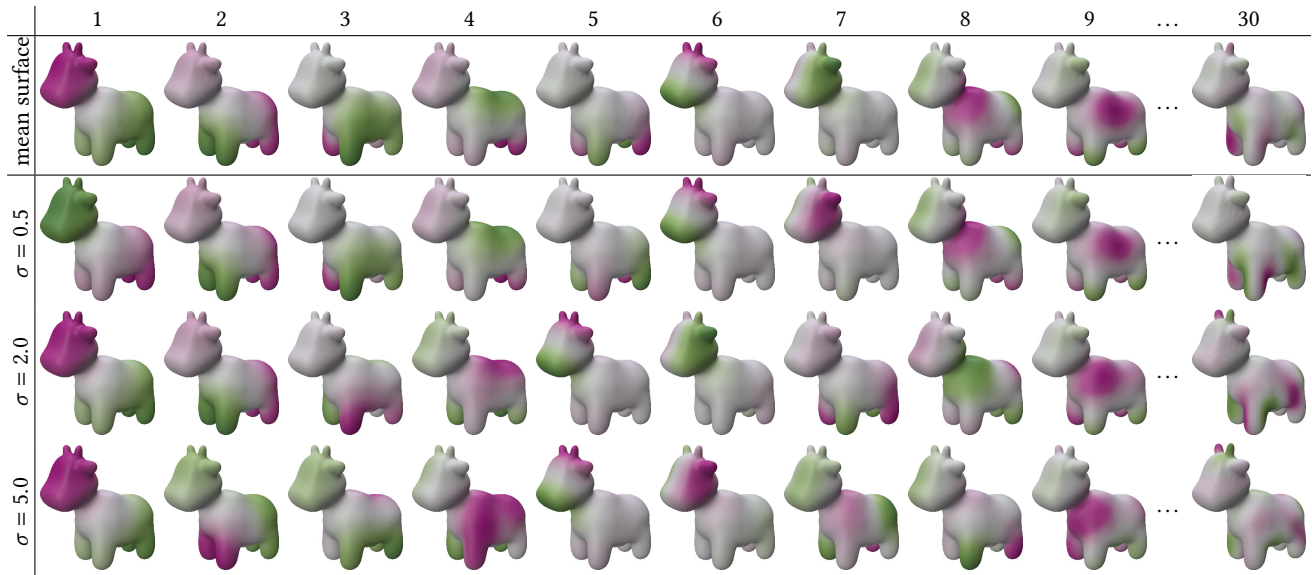 1 2 3 4 5 6 7 8 9 ... 30
mean surface ...
σ = 0.5 ...
σ = 2.0 ...
σ = 5.0 ...